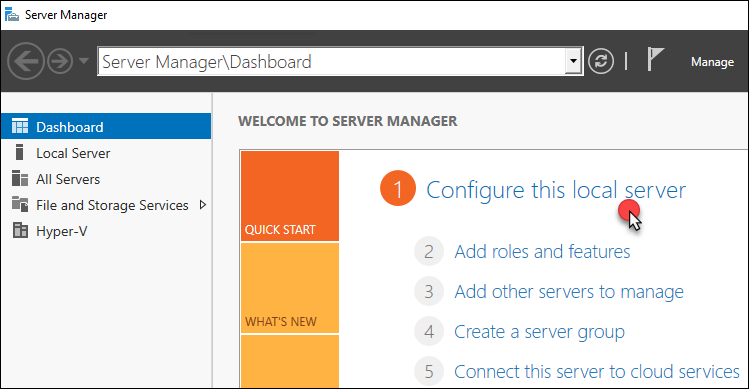 Server Manager
Server Manager\Dashboard
Manage
Dashboard
Local Server
All Servers
File and Storage Services
Hyper-V
WELCOME TO SERVER MANAGER
QUICK START
WHAT'S NEW
1 Configure this local server
2 Add roles and features
3 Add other servers to manage
4 Create a server group
5 Connect this server to cloud services